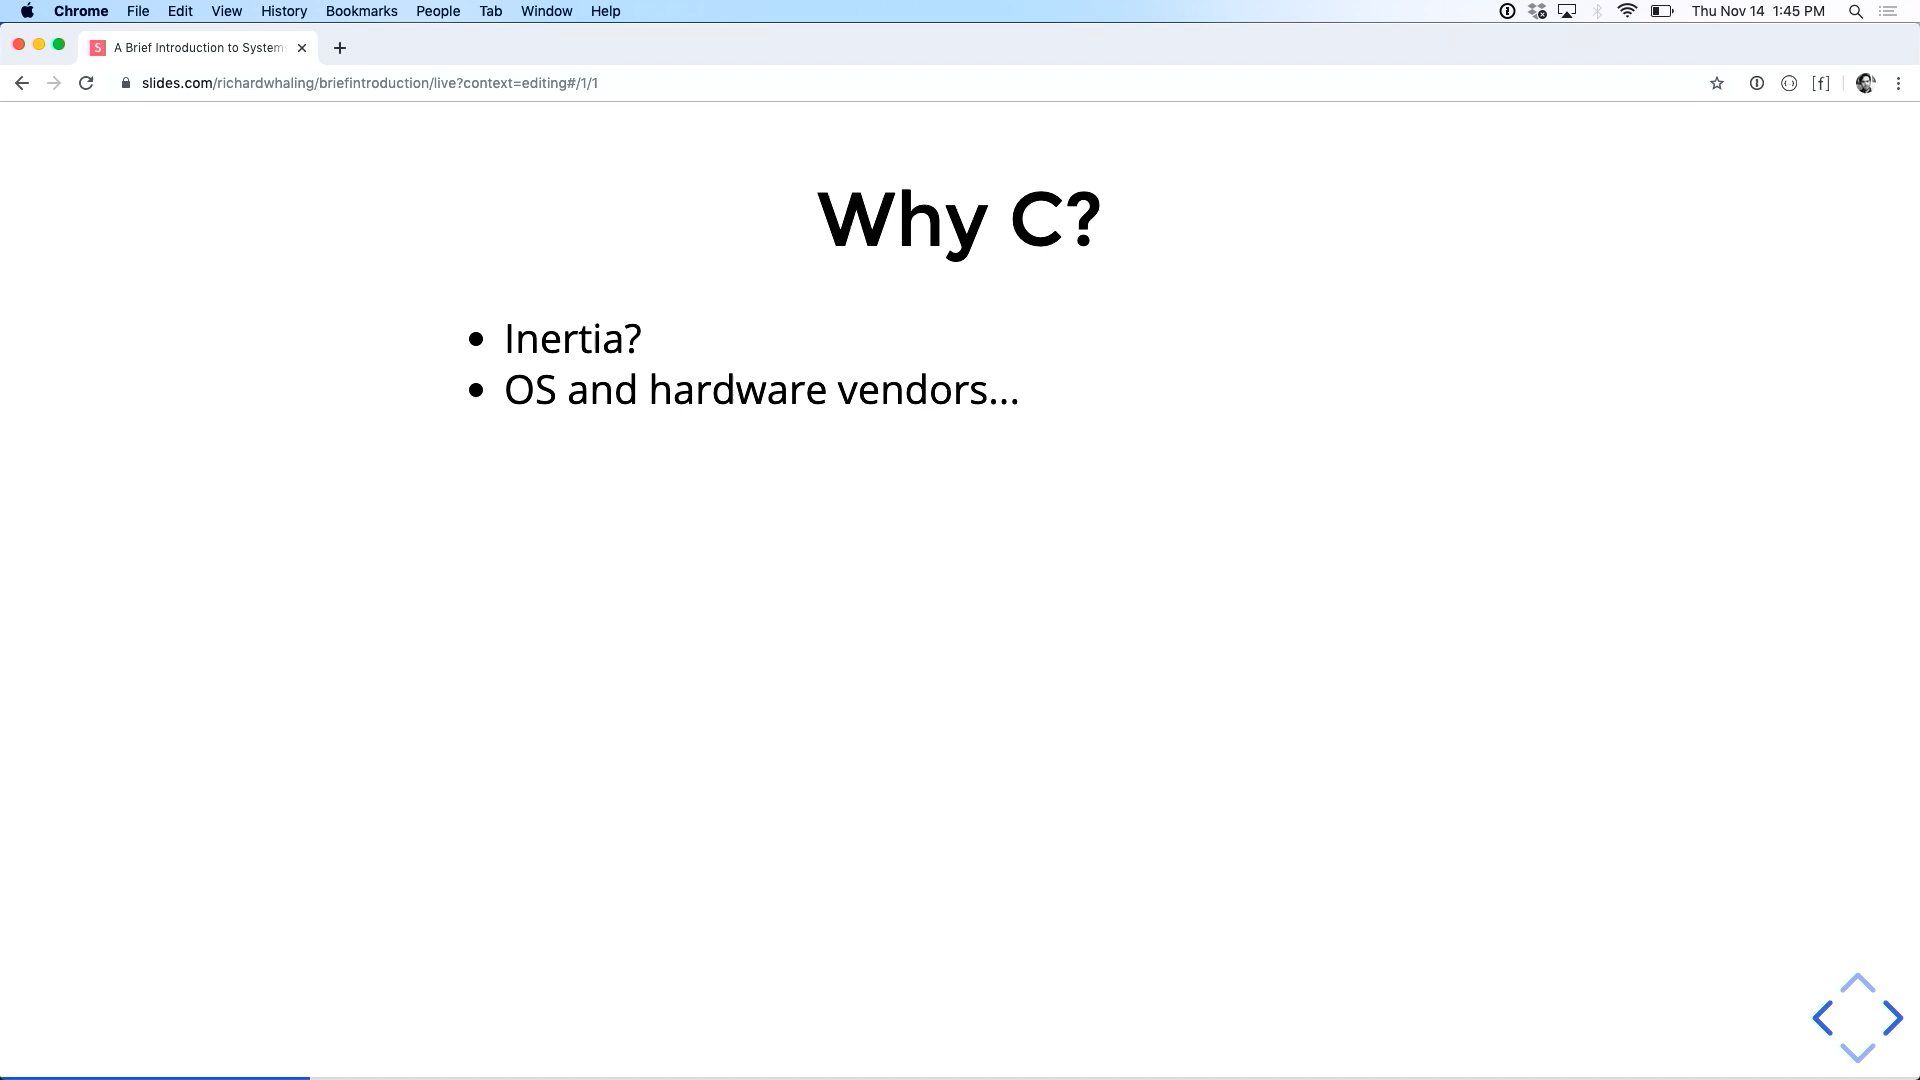 Chrome File Edit View History Bookmarks People Tab Window Help Thu Nov 14 1:45 PM
S A Brief Introduction to System
slides.com/richardwhaling/briefintroduction/live?context=editing#/1/1 [f]
Why C?
• Inertia?
• OS and hardware vendors...